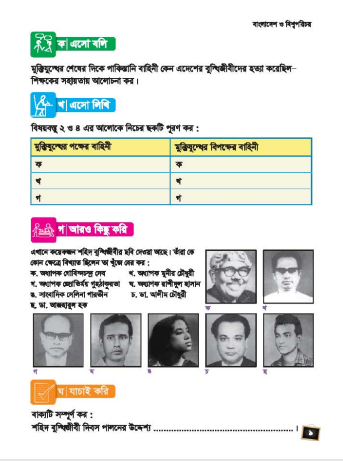 বাংলাদেশ ও বিশ্বপরিচয়
ক এসো বলি
মুক্তিযুদ্ধের শেষের দিকে পাকিস্তানি বাহিনী কেন এদেশের বুদ্ধিজীবীদের হত্যা করেছিল–
শিক্ষকের সহায়তায় আলোচনা কর।
খ এসো লিখি
বিষয়বস্তু ২ ও ৪ এর আলোকে নিচের ছকটি পূরণ কর :
মুক্তিযুদ্ধের পক্ষের বাহিনী মুক্তিযুদ্ধের বিপক্ষের বাহিনী
ক ক
খ খ
গ গ
গ আরও কিছু করি
এখানে কয়েকজন শহিদ বুদ্ধিজীবীর ছবি দেওয়া আছে। তাঁরা কে
কোন ক্ষেত্রে বিখ্যাত ছিলেন তা খুঁজে বের কর :
ক. অধ্যাপক গোবিন্দচন্দ্র দেব খ. অধ্যাপক মুনীর চৌধুরী
গ. অধ্যাপক জ্যোতির্ময় গুহঠাকুরতা ঘ. অধ্যাপক রাশীদুল হাসান
ঙ. সাংবাদিক সেলিনা পারভীন চ. ডা. আলীম চৌধুরী
ছ. ডা. আজহারুল হক
ক খ
গ ঘ ঙ চ ছ
ঘ যাচাই করি
বাক্যটি সম্পূর্ণ কর :
শহিদ বুদ্ধিজীবী দিবস পালনের উদ্দেশ্য ........................................................ ।
৯